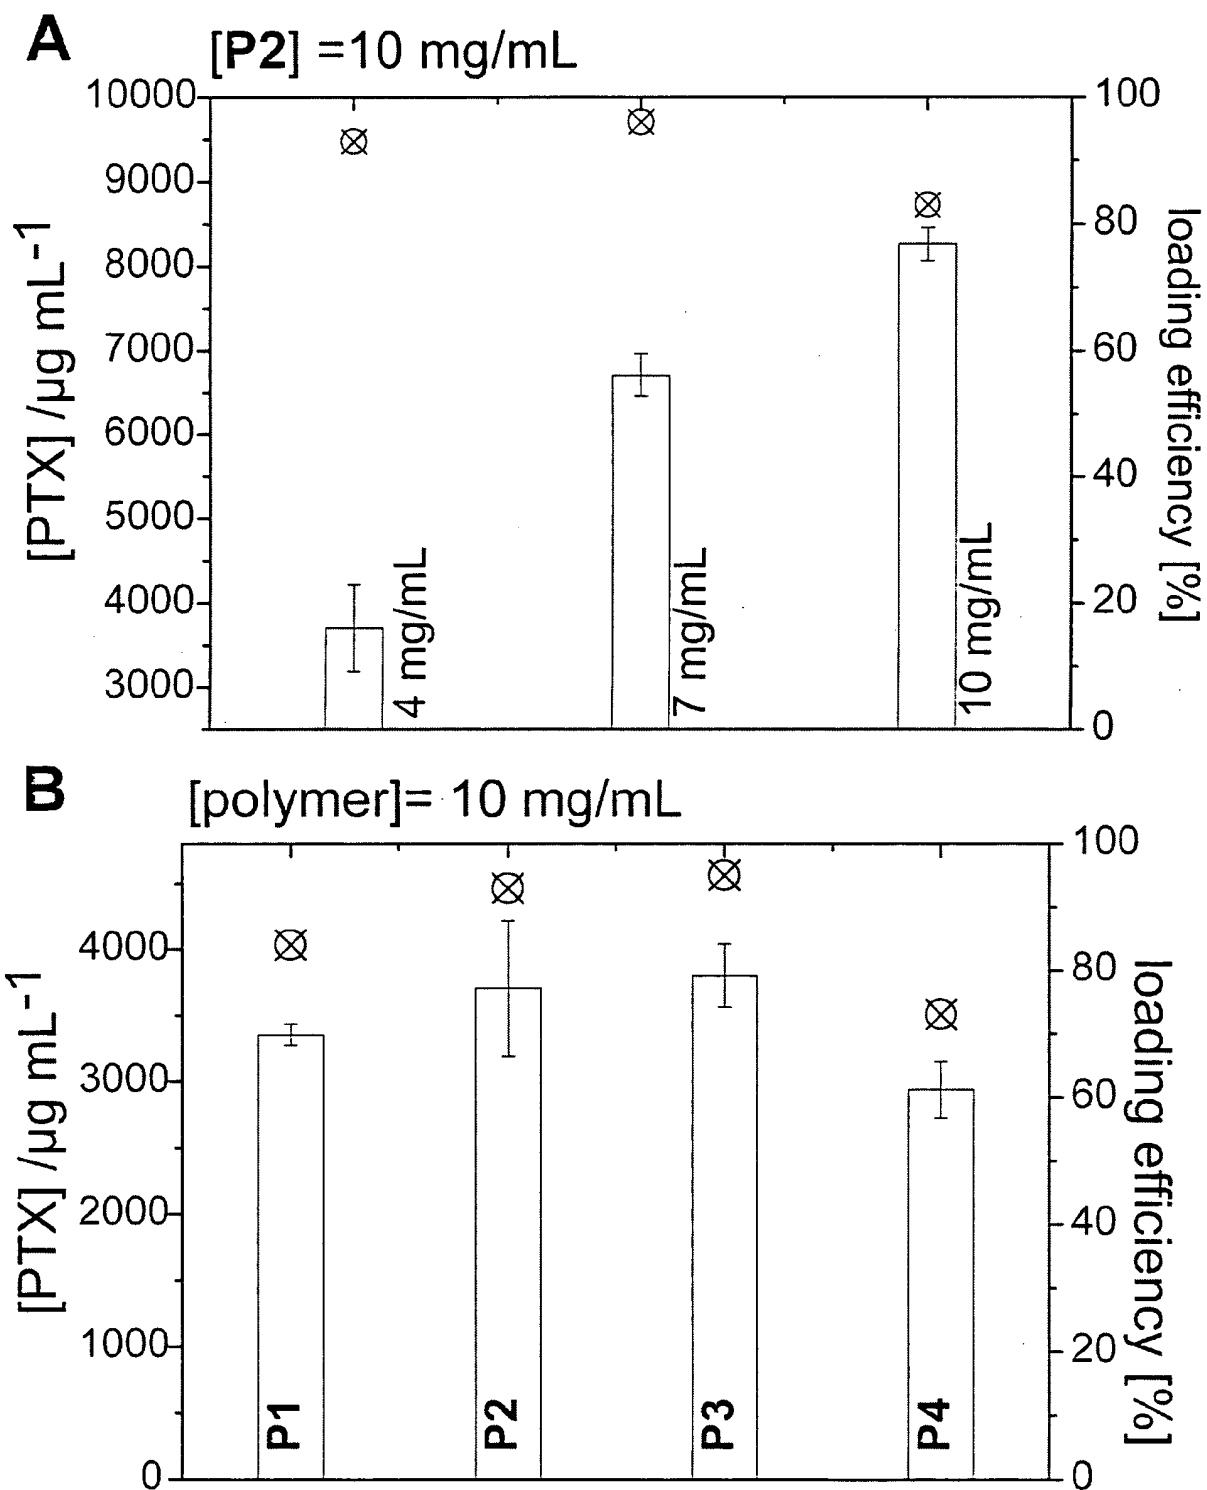 A
[P2] =10 mg/mL
10000
9000
8000
7000
6000
5000
4000
3000
[PTX] /µg mL-1
4 mg/mL
7 mg/mL
10 mg/mL
100
80
60
40
20
0
loading efficiency [%]
B
[polymer]= 10 mg/mL
4000
3000
2000
1000
0
[PTX] /µg mL-1
P1
P2
P3
P4
100
80
60
40
20
0
loading efficiency [%]